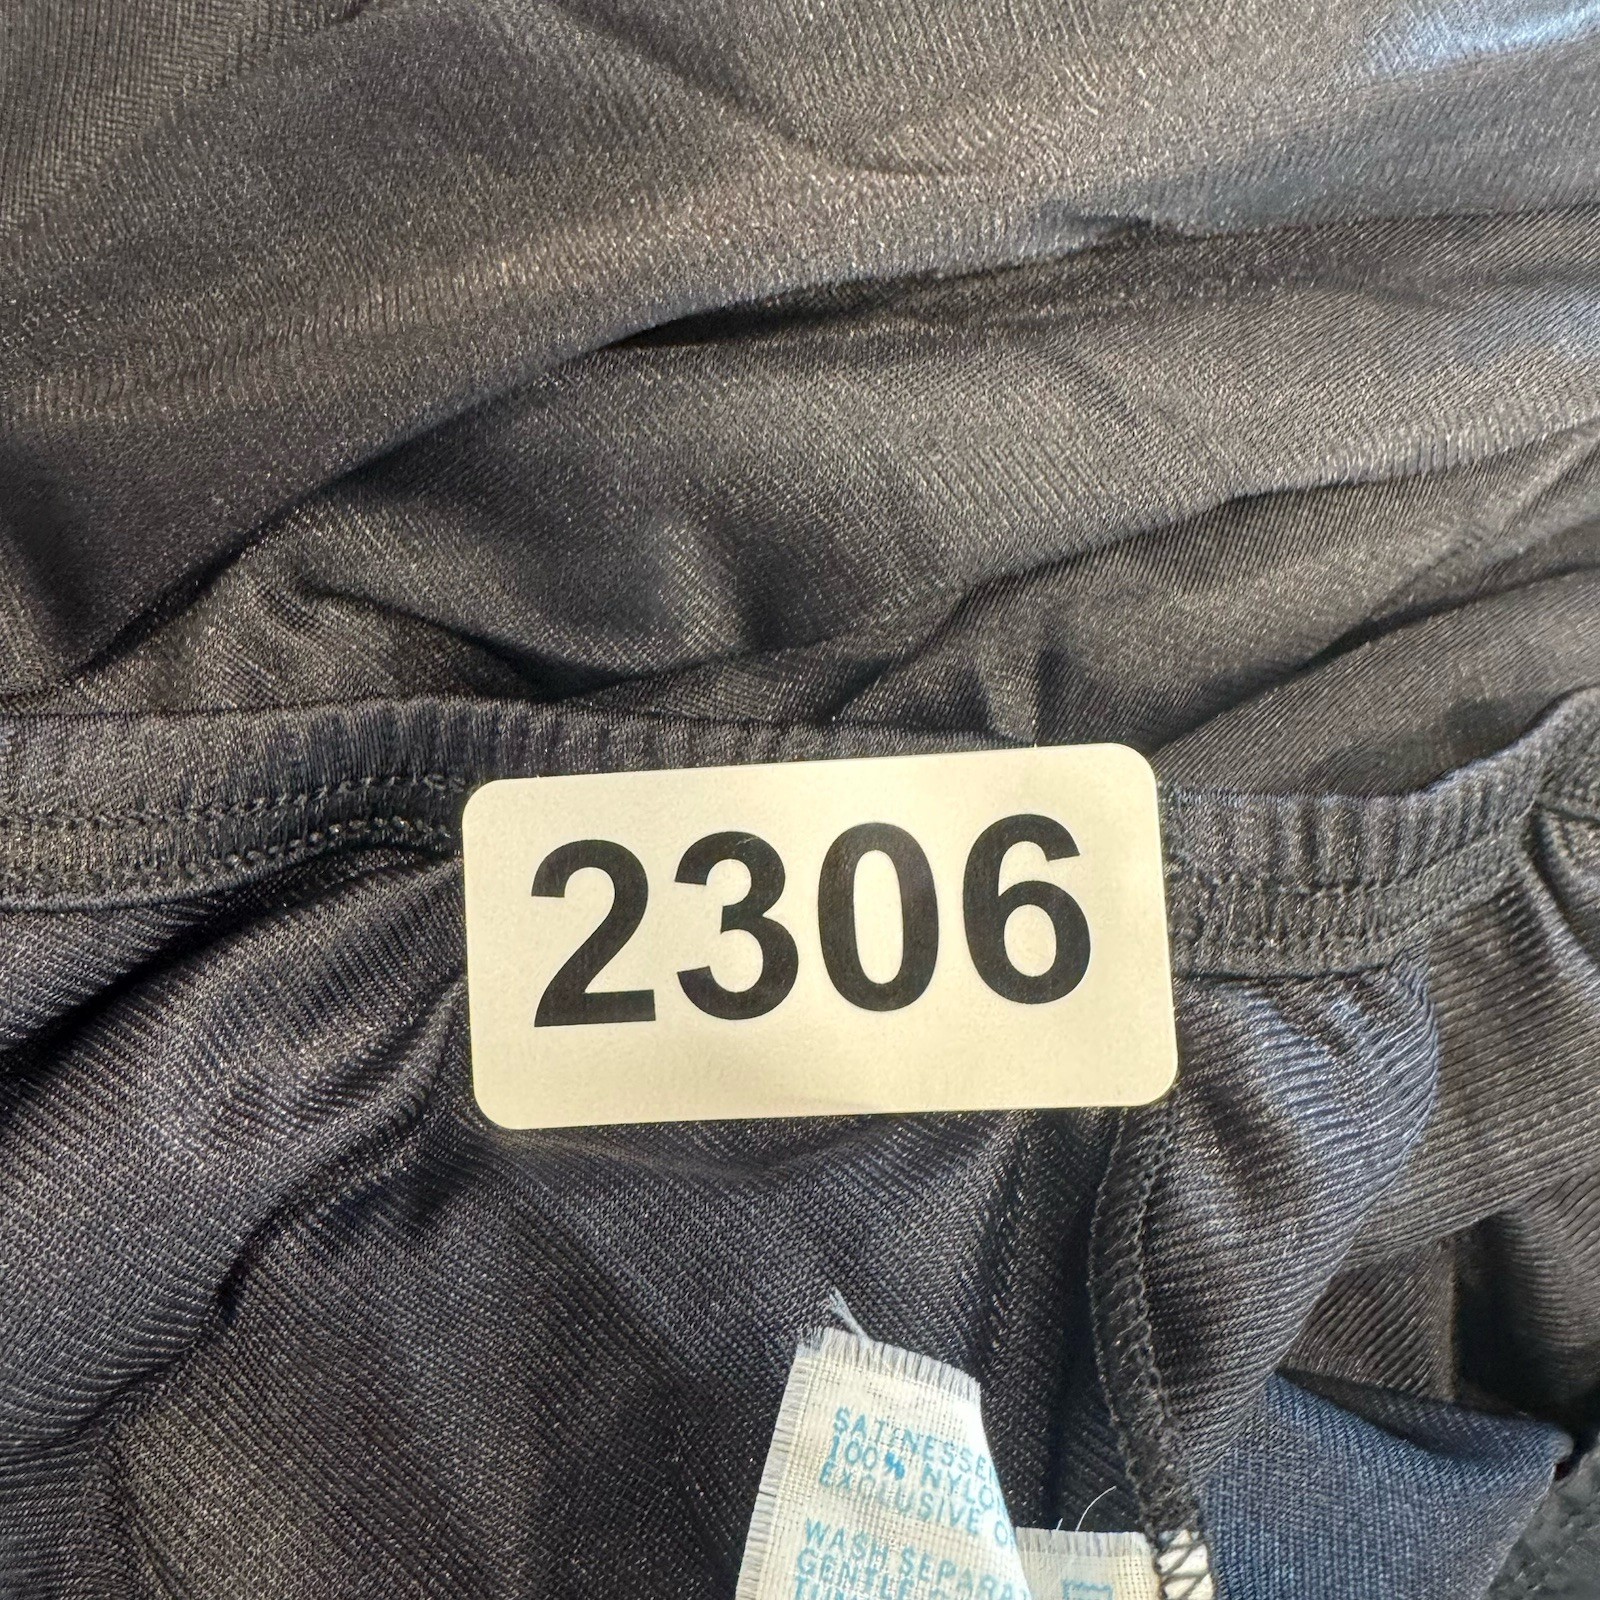 2306
SATINESSE
100% NYLON
EXCLUSIVE O
WASH SEPARA
GENTLE